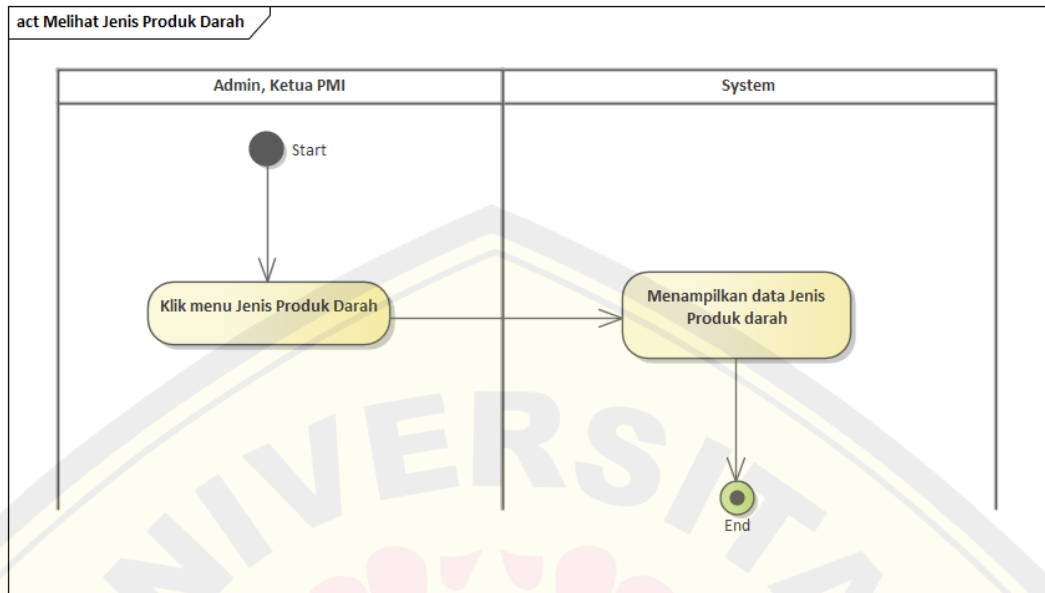 act Melihat Jenis Produk Darah
Admin, Ketua PMI
System
Start
Klik menu Jenis Produk Darah
Menampilkan data Jenis
Produk darah
End
NIVERSITA